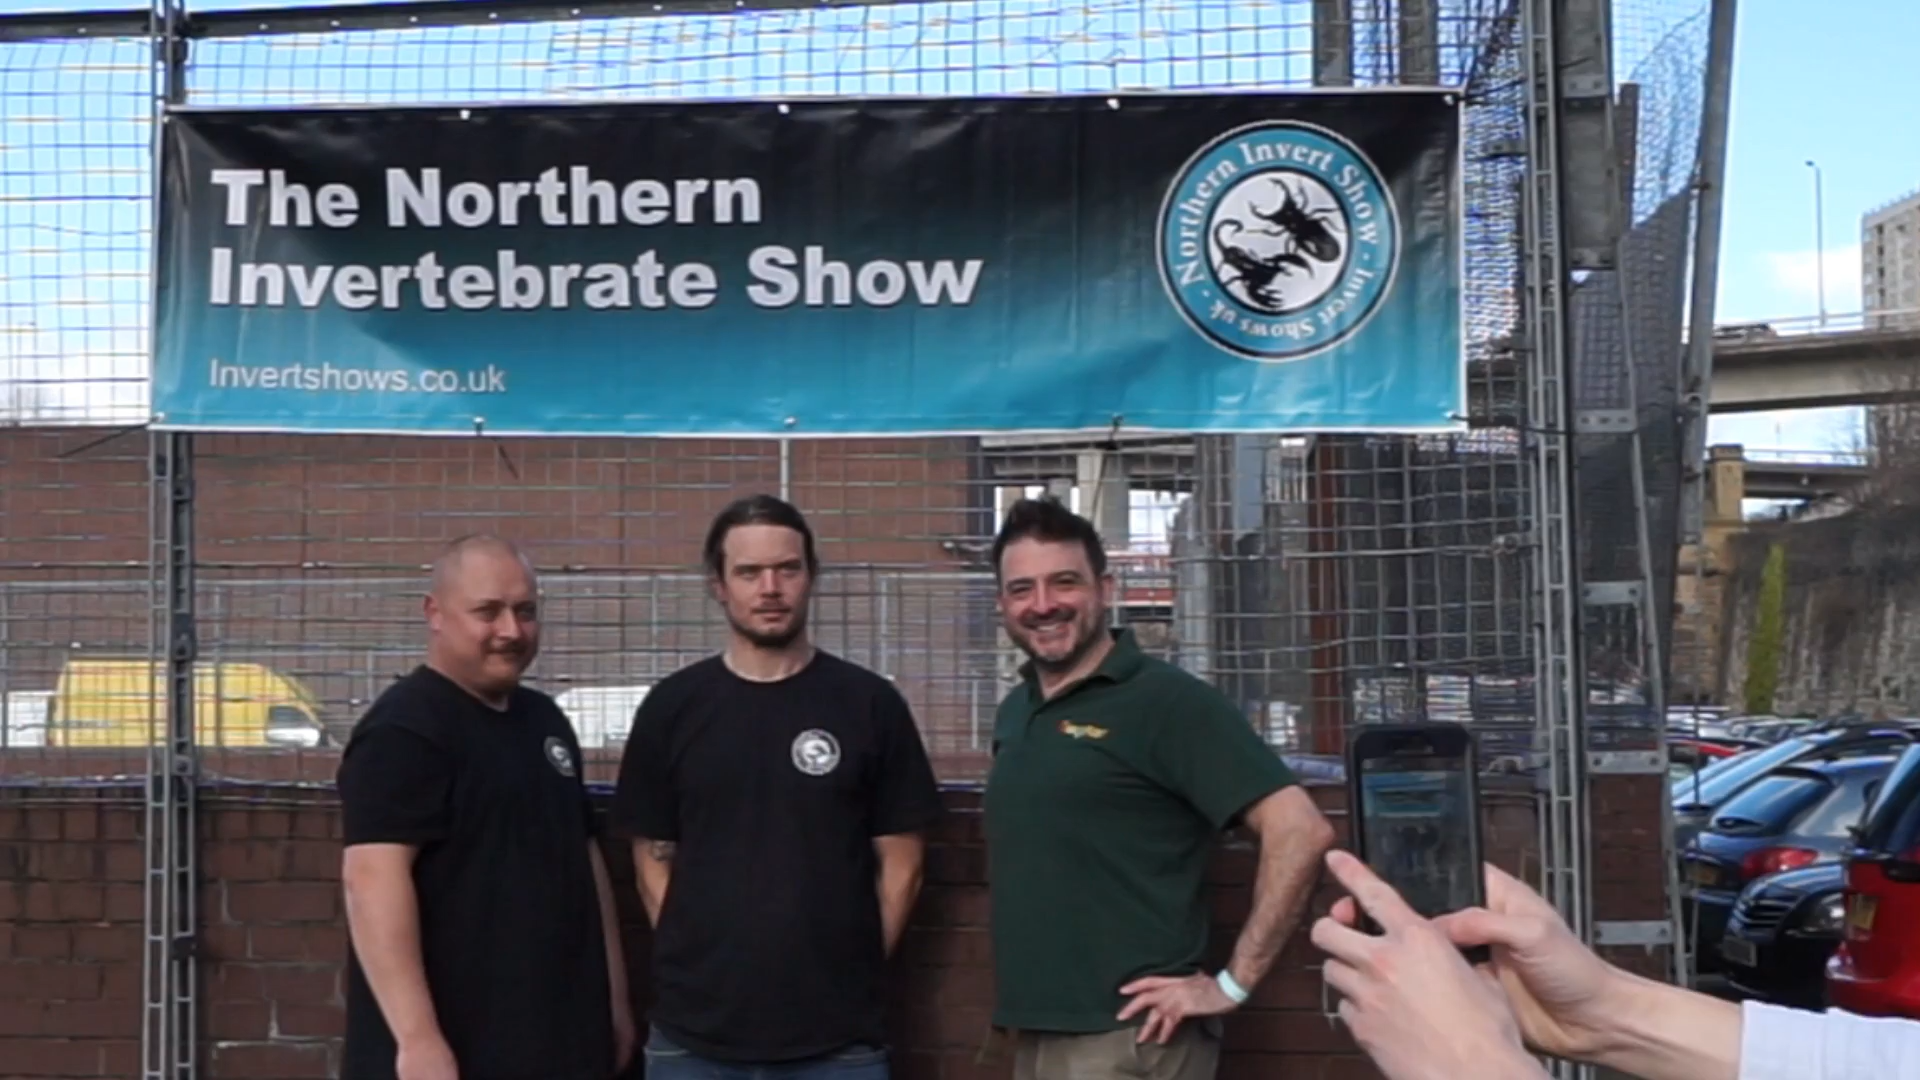 The Northern
Invertebrate Show
Invertshows.co.uk
Northern Invert Show · Invert Shows uk ·